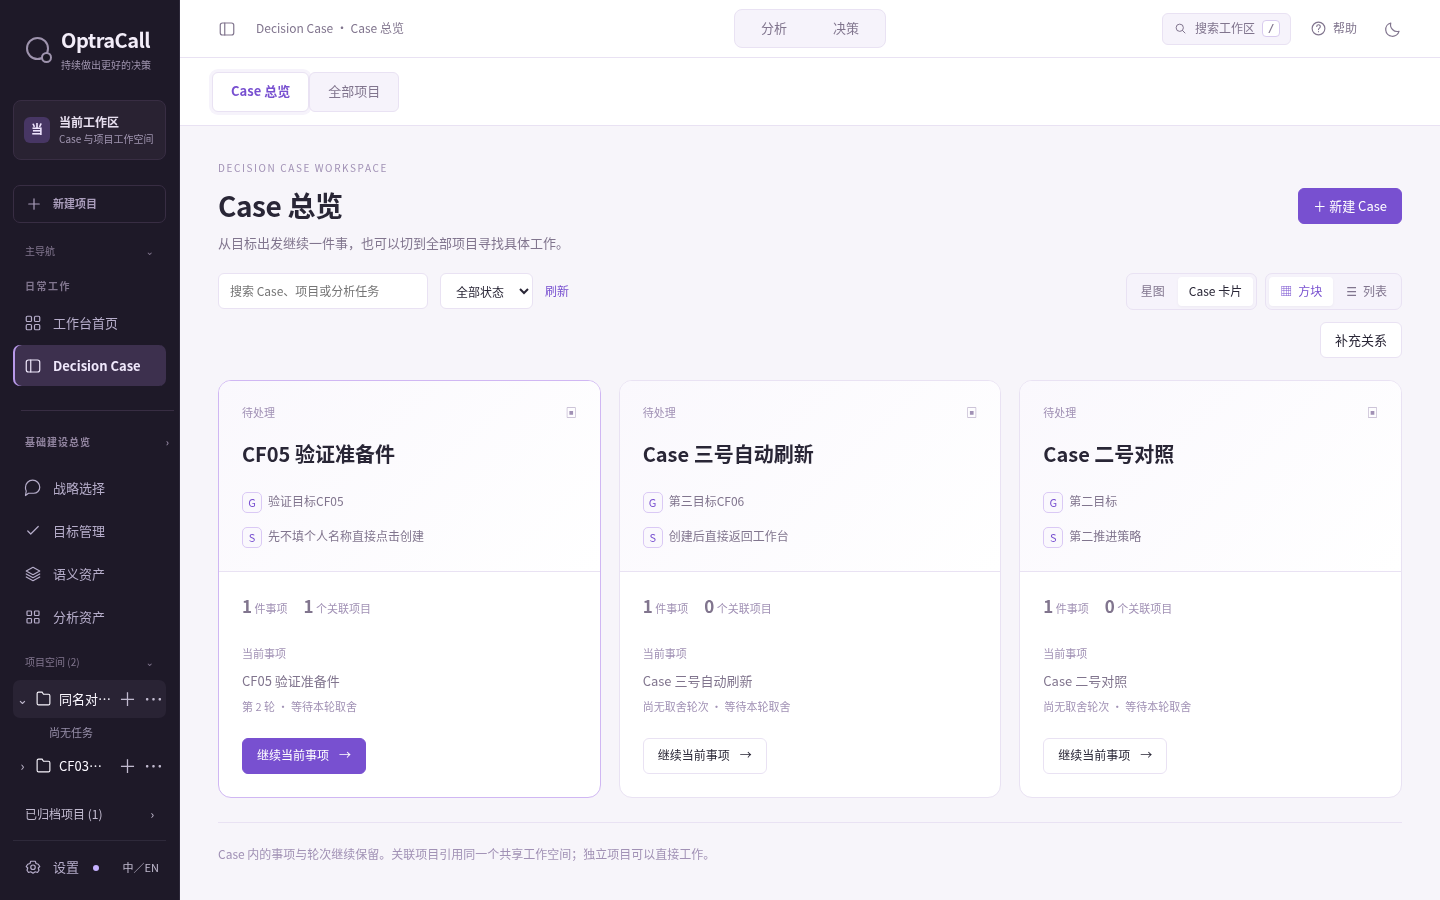 OptraCall
持续做出更好的决策
当 当前工作区
Case 与项目工作空间
新建项目
主导航
日常工作
工作台首页
Decision Case
基础建设总览
战略选择
目标管理
语义资产
分析资产
项目空间 (2)
同名对…
尚无任务
CF03…
已归档项目 (1)
设置 中／EN
Decision Case • Case 总览
分析 决策
搜索工作区 /
帮助
Case 总览 全部项目
DECISION CASE WORKSPACE
Case 总览
＋ 新建 Case
从目标出发继续一件事，也可以切到全部项目寻找具体工作。
搜索 Case、项目或分析任务 全部状态 刷新
星图 Case 卡片 ▦ 方块 ☰ 列表
补充关系
待处理
CF05 验证准备件
G 验证目标CF05
S 先不填个人名称直接点击创建
1 件事项 1 个关联项目
当前事项
CF05 验证准备件
第 2 轮 · 等待本轮取舍
继续当前事项 →
待处理
Case 三号自动刷新
G 第三目标CF06
S 创建后直接返回工作台
1 件事项 0 个关联项目
当前事项
Case 三号自动刷新
尚无取舍轮次 · 等待本轮取舍
继续当前事项 →
待处理
Case 二号对照
G 第二目标
S 第二推进策略
1 件事项 0 个关联项目
当前事项
Case 二号对照
尚无取舍轮次 · 等待本轮取舍
继续当前事项 →
Case 内的事项与轮次继续保留。关联项目引用同一个共享工作空间；独立项目可以直接工作。